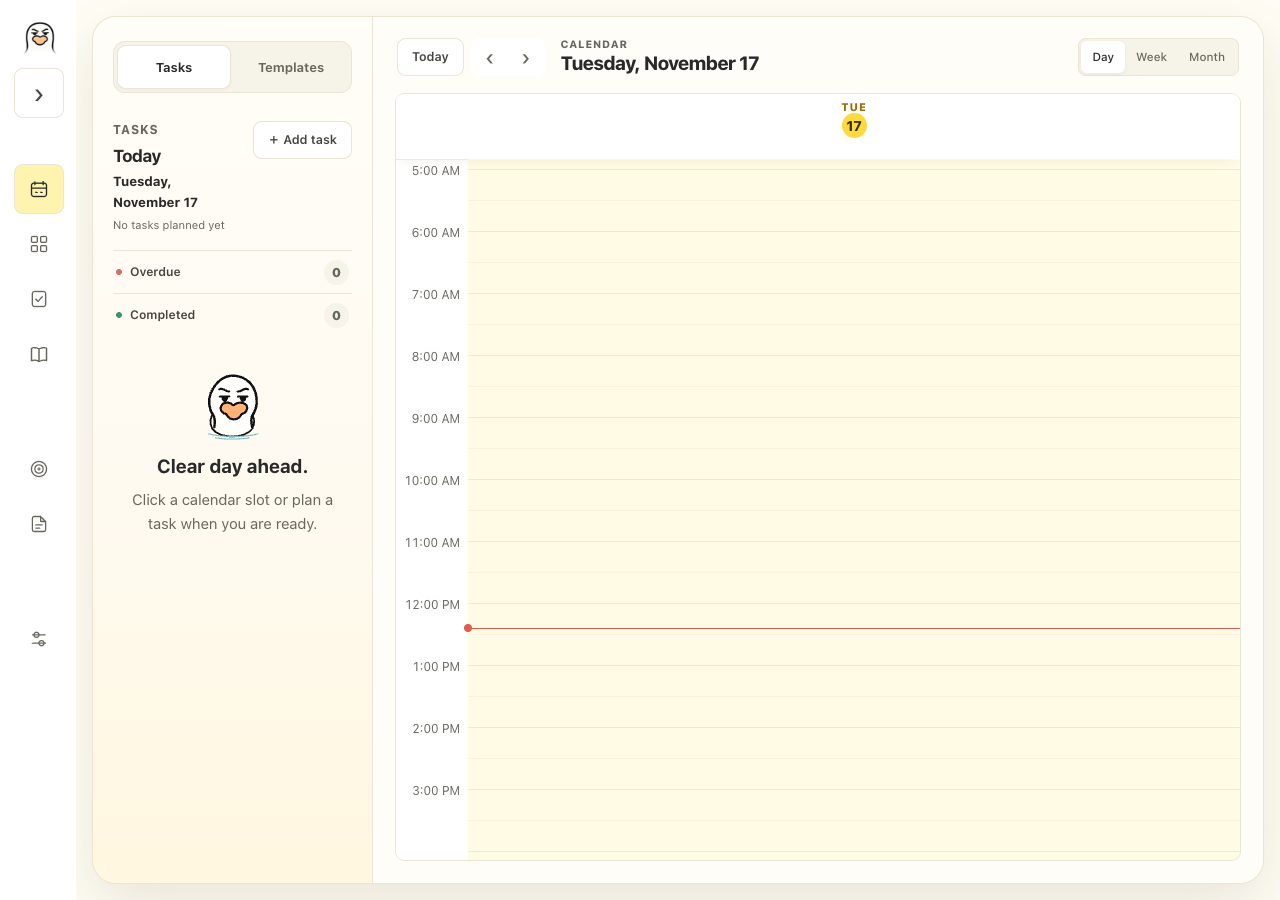 Tasks
Templates
TASKS
+ Add task
Today
Tuesday,
November 17
No tasks planned yet
Overdue
0
Completed
0
Clear day ahead.
Click a calendar slot or plan a
task when you are ready.
Today
CALENDAR
Tuesday, November 17
Day
Week
Month
TUE
17
5:00 AM
6:00 AM
7:00 AM
8:00 AM
9:00 AM
10:00 AM
11:00 AM
12:00 PM
1:00 PM
2:00 PM
3:00 PM